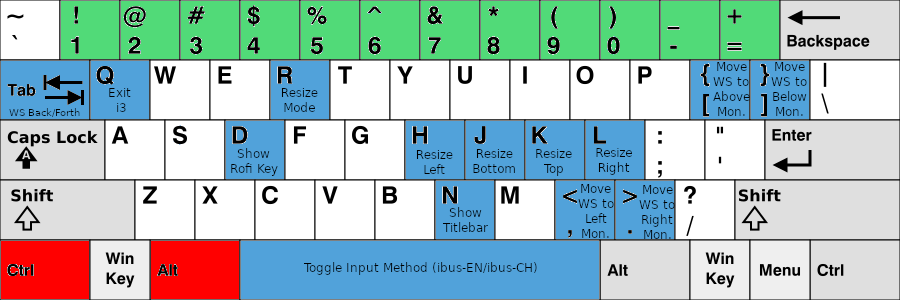 ~ ! @ # $ % ^ & * ( ) _ +
` 1 2 3 4 5 6 7 8 9 0 - = Backspace
Tab Q W E R T Y U I O P { Move } Move |
Exit Resize WS to WS to
i3 Mode [ Above ] Below \
WS Back/Forth Mon. Mon.
Caps Lock A S D F G H J K L : " Enter
A Show Resize Resize Resize Resize
Rofi Key Left Bottom Top Right ; '
Shift Z X C V B N M < Move > Move ? Shift
Show WS to WS to
Titlebar , Left . Right /
Mon. Mon.
Ctrl Win Alt Toggle Input Method (ibus-EN/ibus-CH) Alt Win Menu Ctrl
Key Key